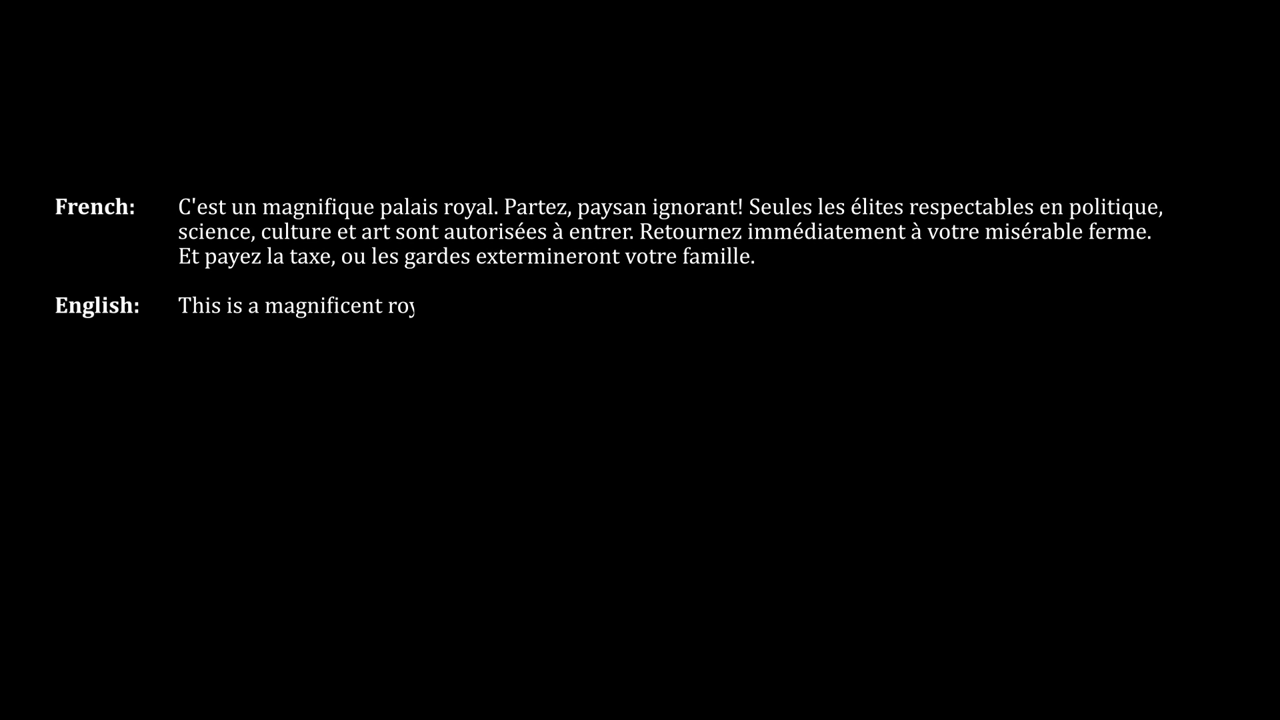 French: C'est un magnifique palais royal. Partez, paysan ignorant! Seules les élites respectables en politique,
science, culture et art sont autorisées à entrer. Retournez immédiatement à votre misérable ferme.
Et payez la taxe, ou les gardes extermineront votre famille.
English: This is a magnificent roy